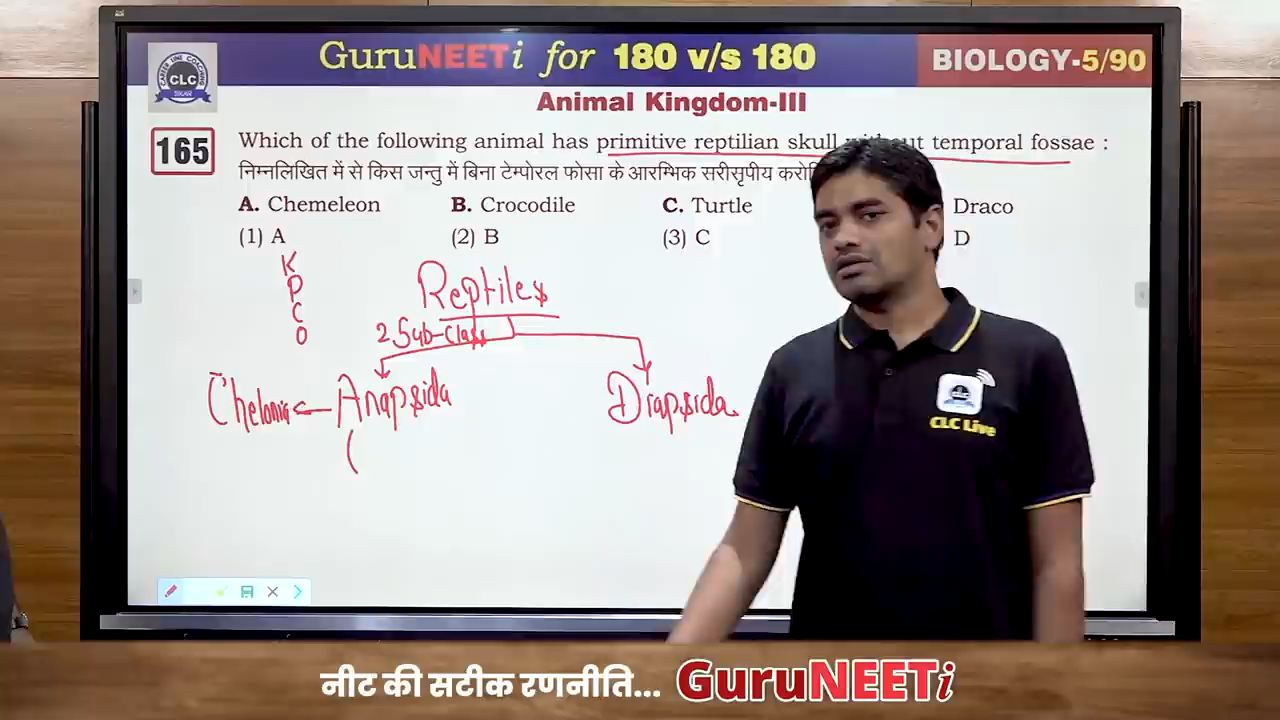 GuruNEETi for 180 v/s 180
BIOLOGY-5/90
CLC
Animal Kingdom-III
165
Which of the following animal has primitive reptilian skull temporal fossae :
निम्नलिखित में से किस जन्तु में बिना टेम्पोरल फोसा के आरम्भिक सरीसृपीय
A. Chemeleon B. Crocodile C. Turtle Draco
(1) A (2) B (3) C D
K
P
C
O
Reptiles
2 Sub-Class
Chelonia Anapsida Diapsida
(
CLC Live
नीट की सटीक रणनीति... GuruNEETi